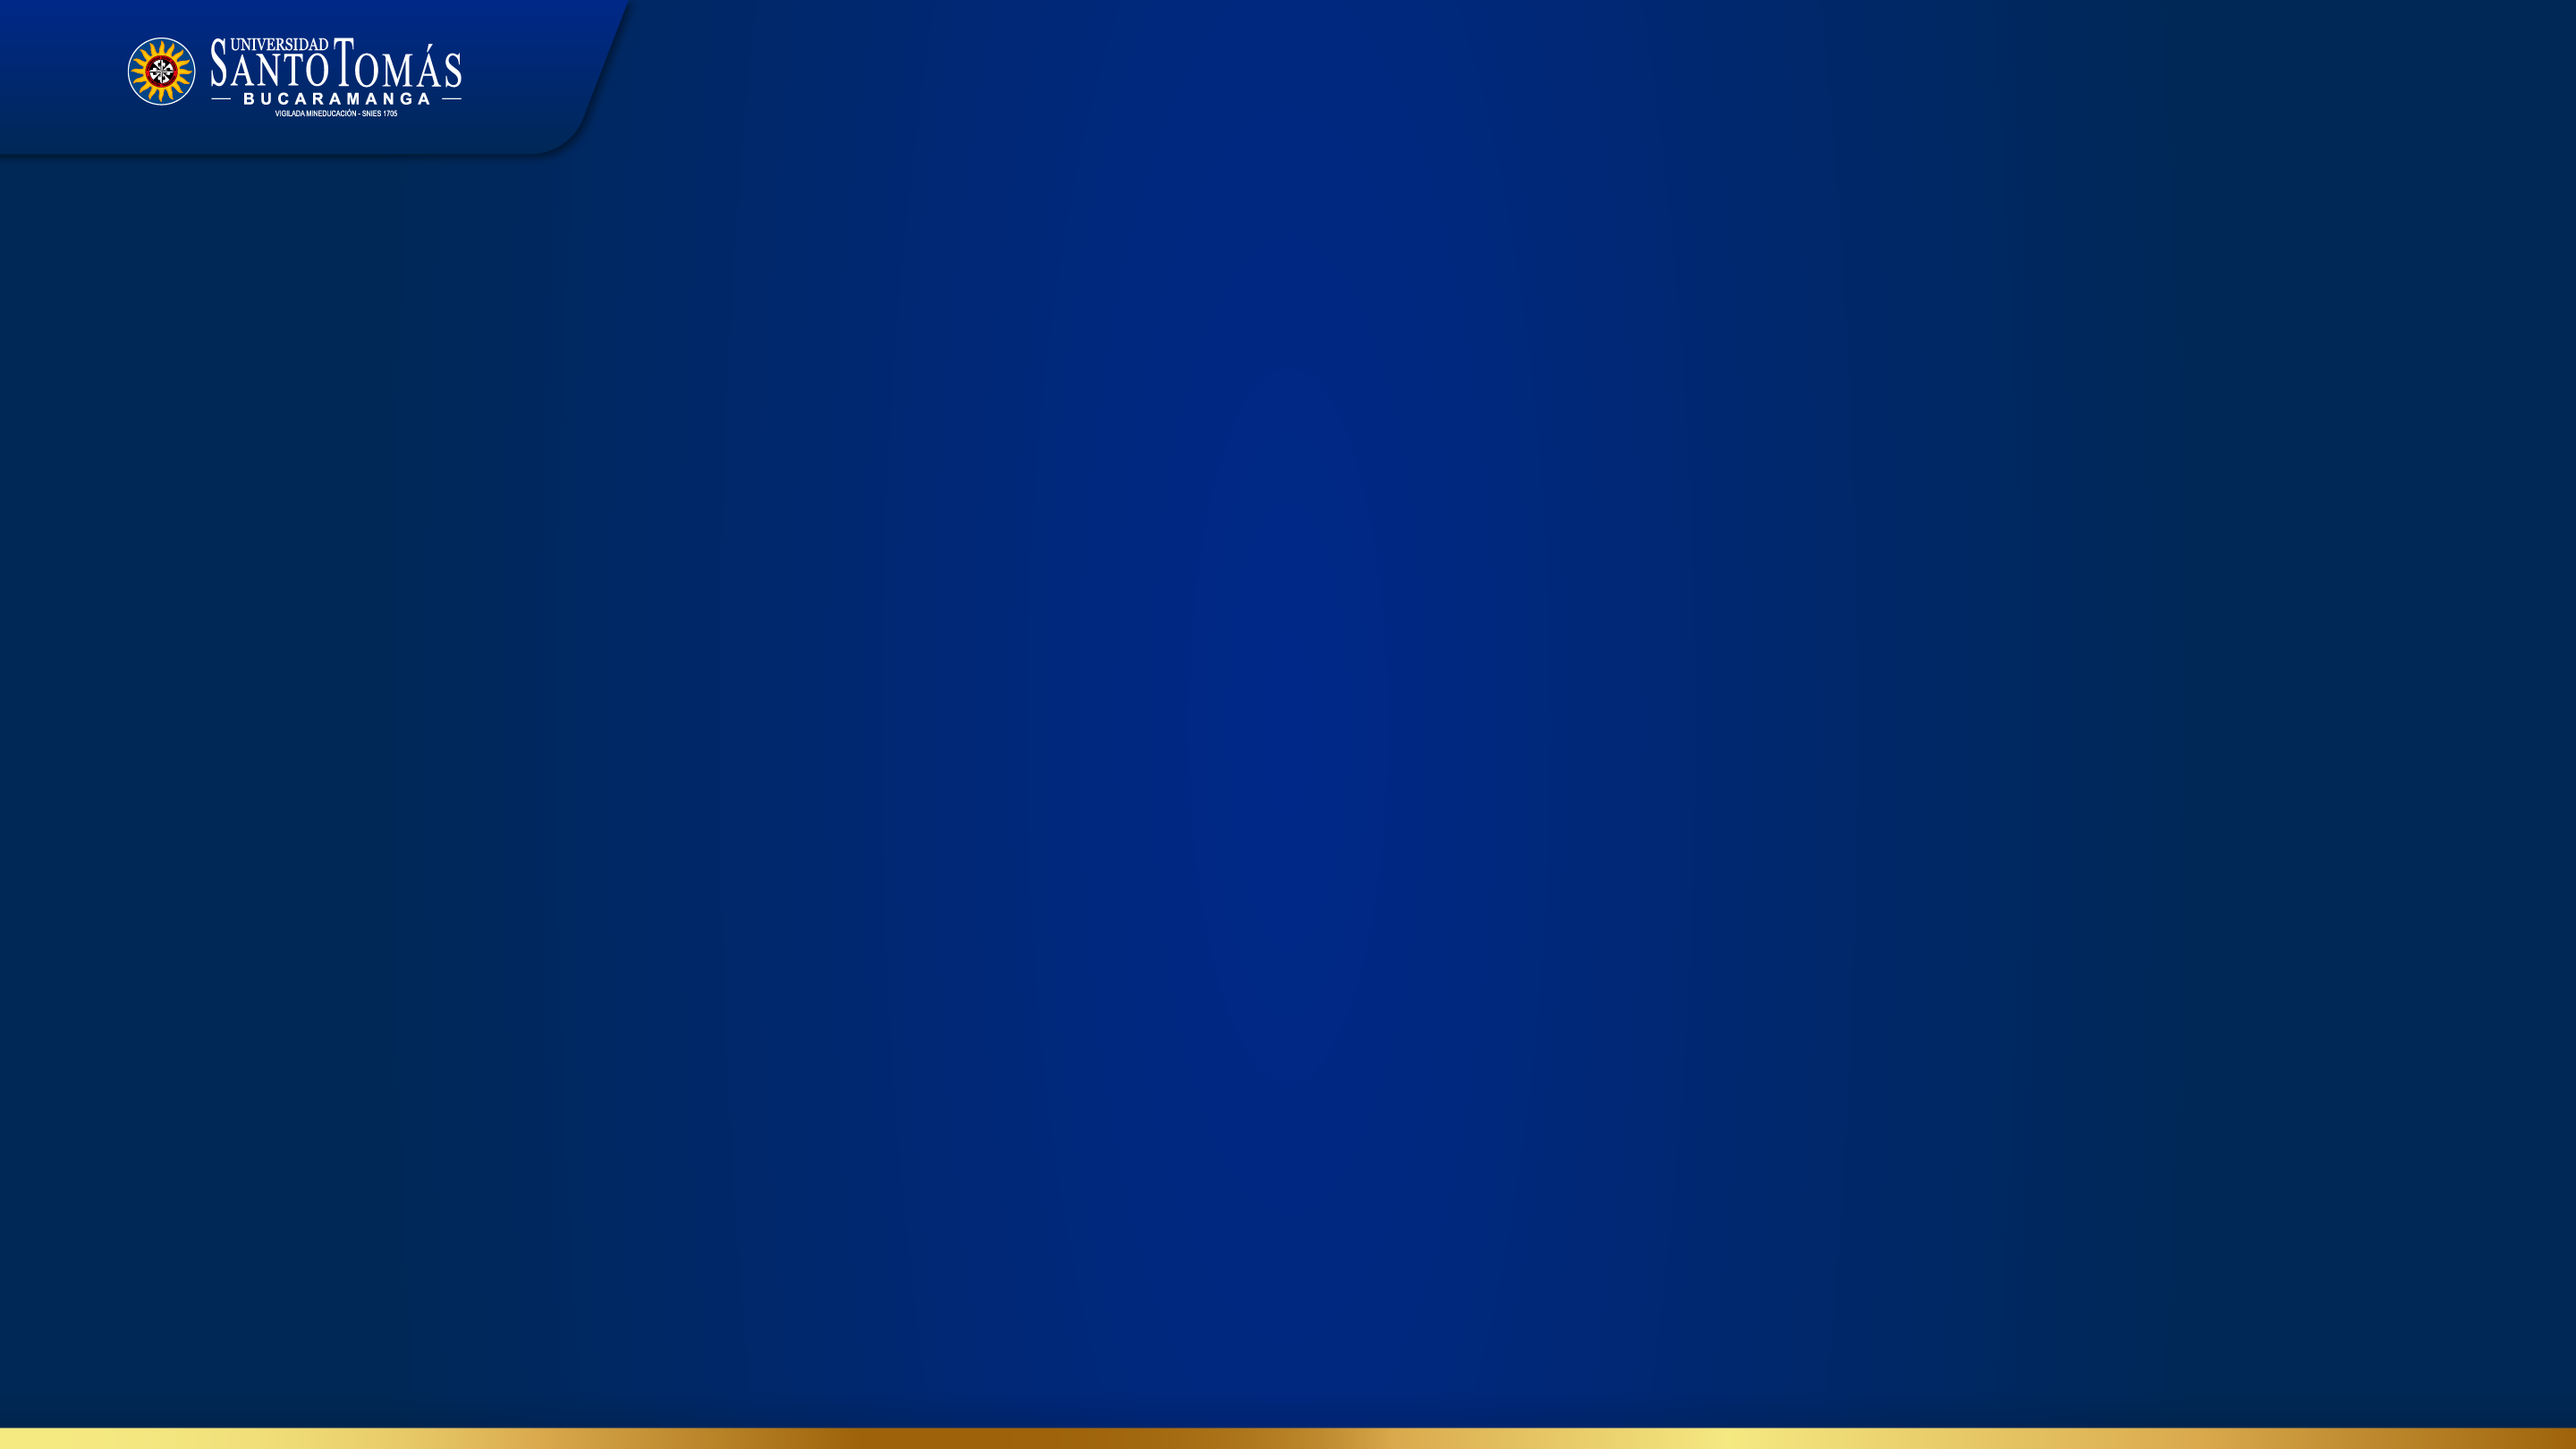 UNIVERSIDAD
SANTO TOMÁS
BUCARAMANGA
VIGILADA MINEDUCACIÓN - SNIES 1705